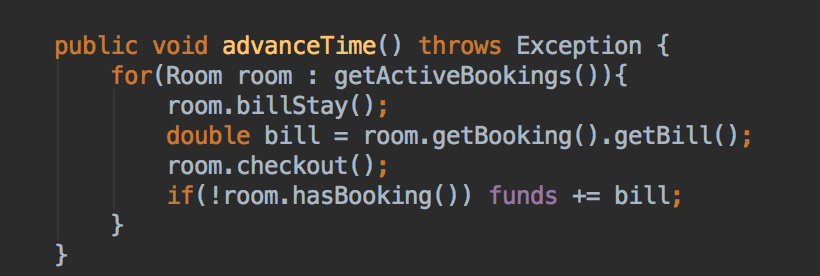 public void advanceTime() throws Exception {
for(Room room : getActiveBookings()){
room.billStay();
double bill = room.getBooking().getBill();
room.checkout();
if(!room.hasBooking()) funds += bill;
}
}